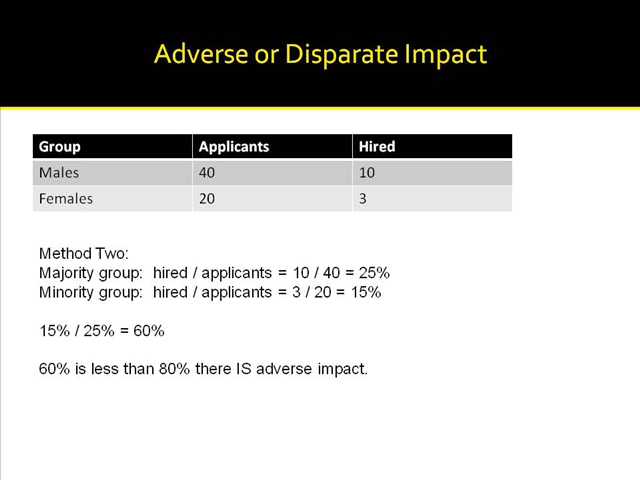 Adverse or Disparate Impact
Group Applicants Hired
Males 40 10
Females 20 3
Method Two:
Majority group: hired / applicants = 10 / 40 = 25%
Minority group: hired / applicants = 3 / 20 = 15%
15% / 25% = 60%
60% is less than 80% there IS adverse impact.